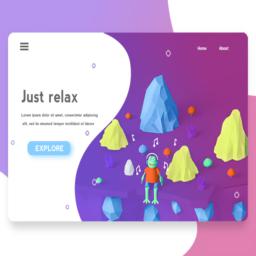 Home About
Just relax
Lorem ipsum dolor sit amet, consectetur adipiscing
elit, sed do eiusmod tempor incididunt ut labore
EXPLORE